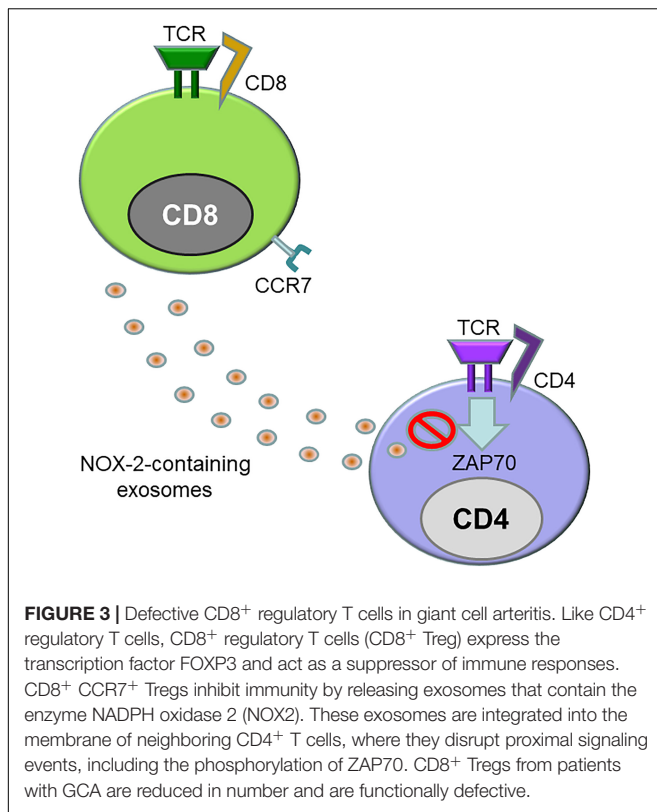 TCR
CD8
CD8
CCR7
TCR
CD4
ZAP70
CD4
NOX-2-containing
exosomes
FIGURE 3 | Defective CD8+ regulatory T cells in giant cell arteritis. Like CD4+
regulatory T cells, CD8+ regulatory T cells (CD8+ Treg) express the
transcription factor FOXP3 and act as a suppressor of immune responses.
CD8+ CCR7+ Tregs inhibit immunity by releasing exosomes that contain the
enzyme NADPH oxidase 2 (NOX2). These exosomes are integrated into the
membrane of neighboring CD4+ T cells, where they disrupt proximal signaling
events, including the phosphorylation of ZAP70. CD8+ Tregs from patients
with GCA are reduced in number and are functionally defective.